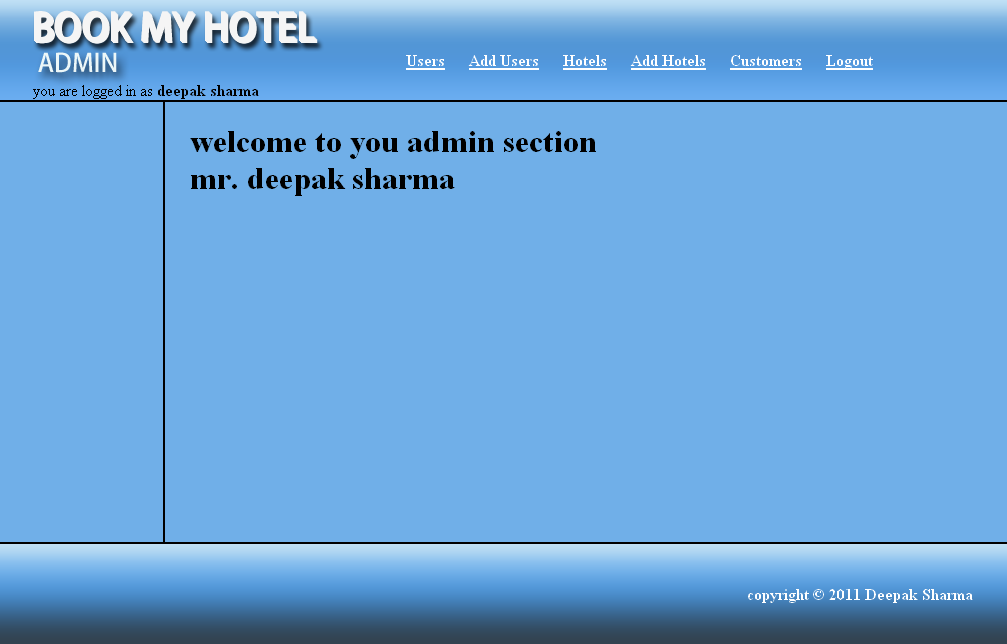 BOOK MY HOTEL
ADMIN
Users Add Users Hotels Add Hotels Customers Logout
you are logged in as deepak sharma
welcome to you admin section
mr. deepak sharma
copyright © 2011 Deepak Sharma